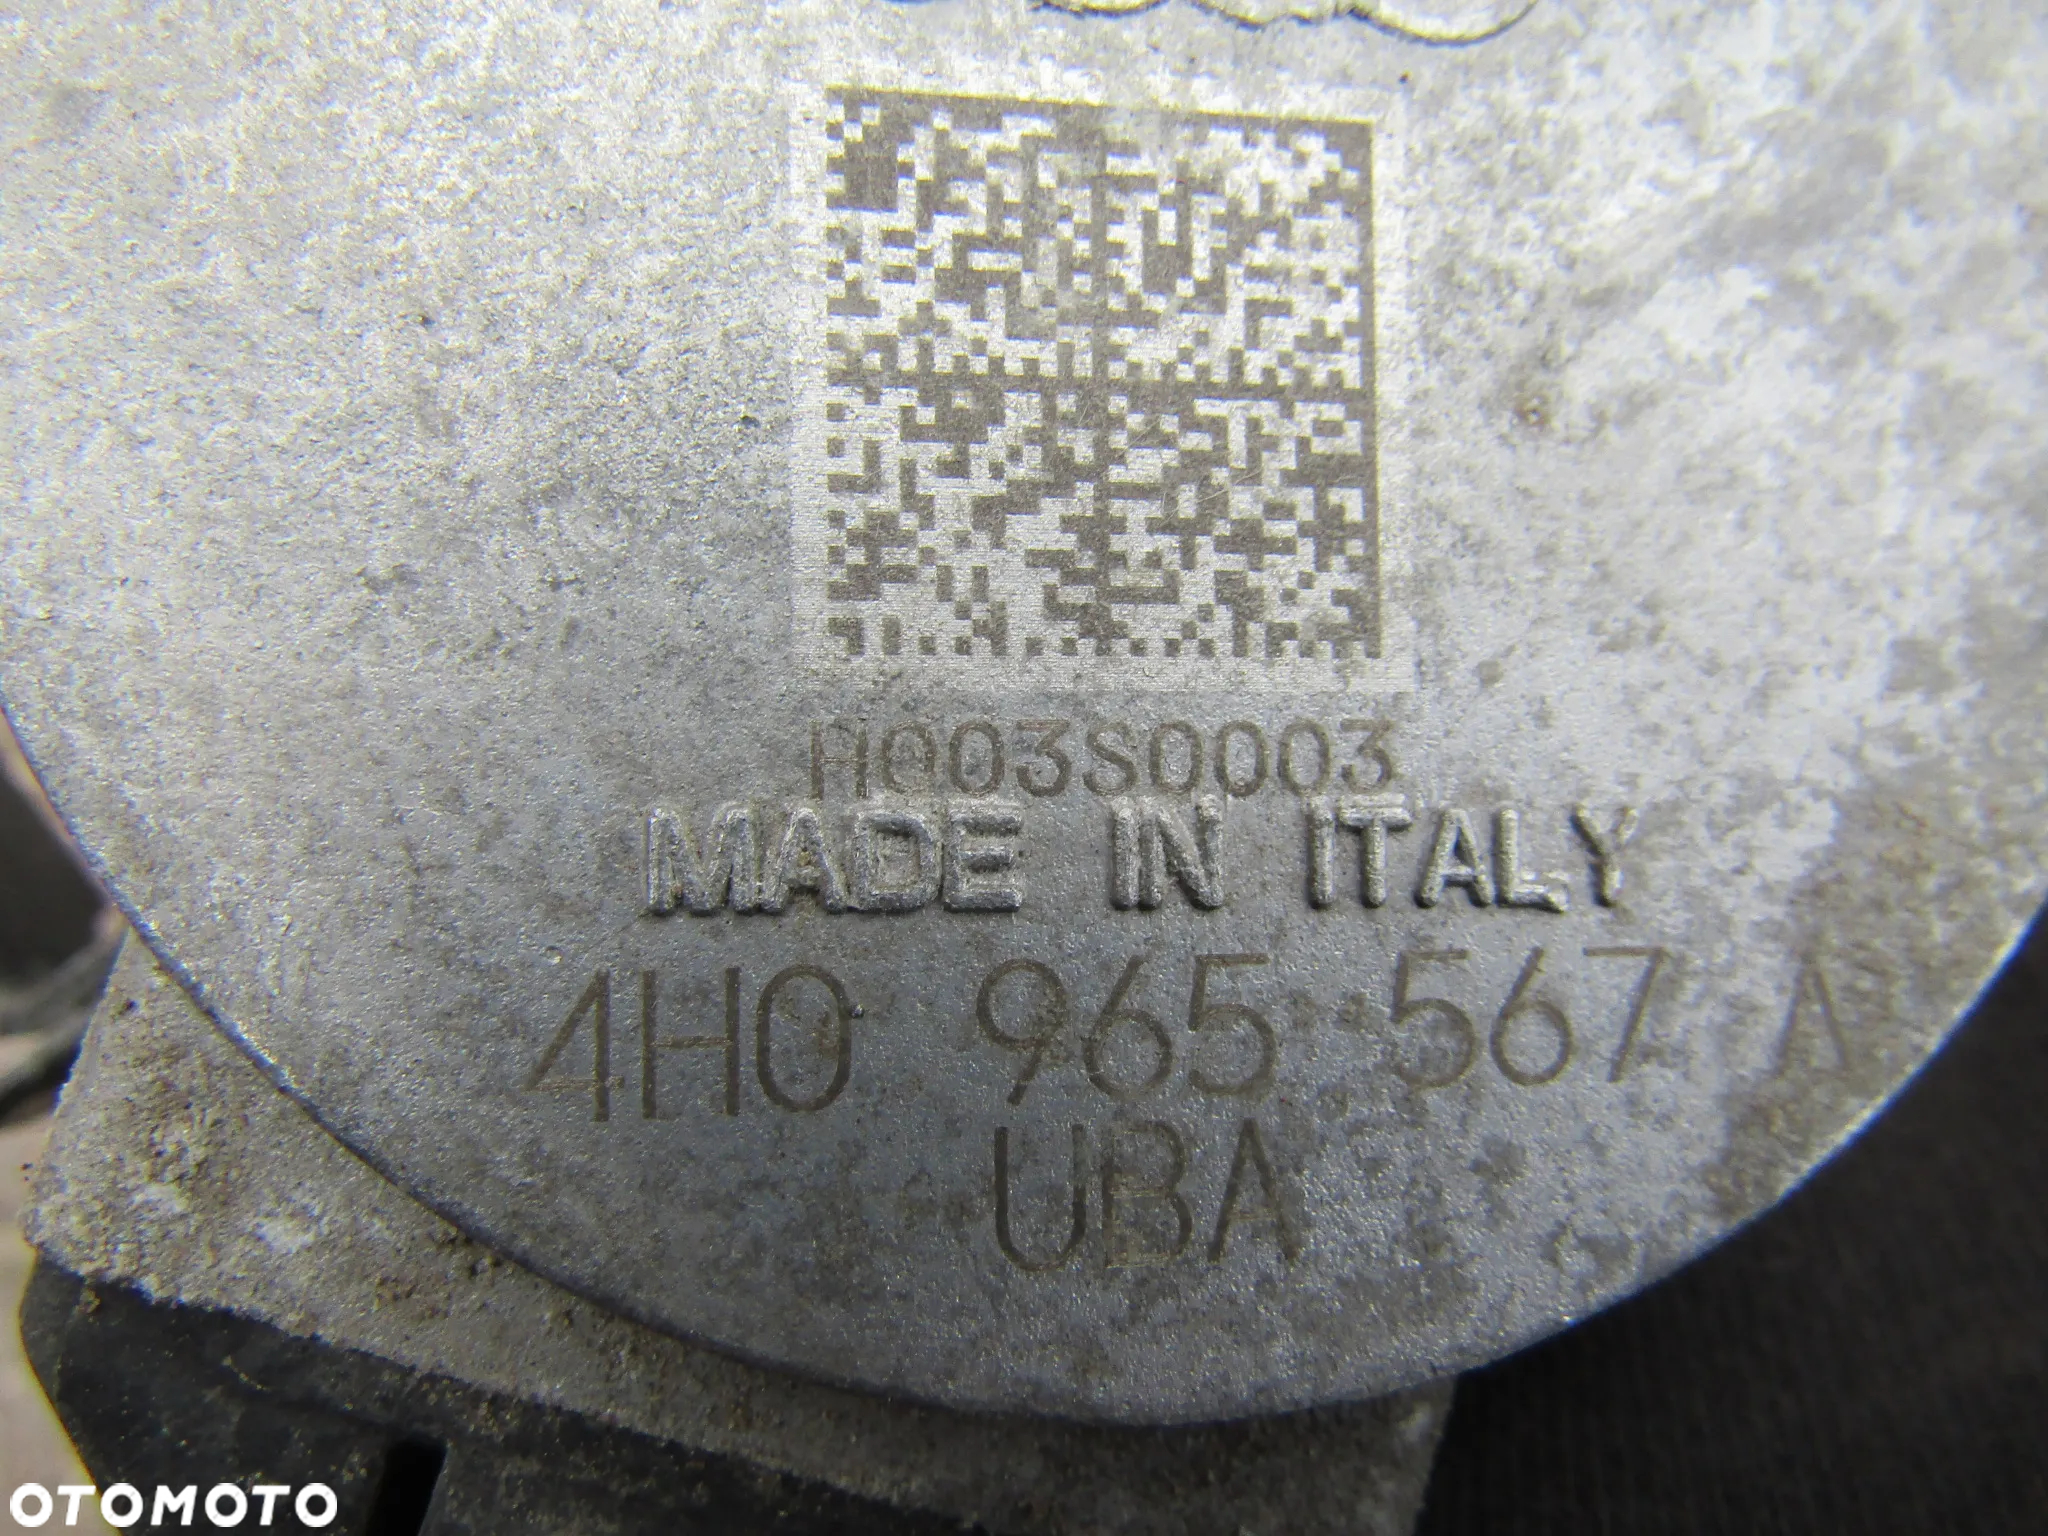 H003S0003
MADE IN ITALY
4H0 965 567 A
UBA
OTOMOTO